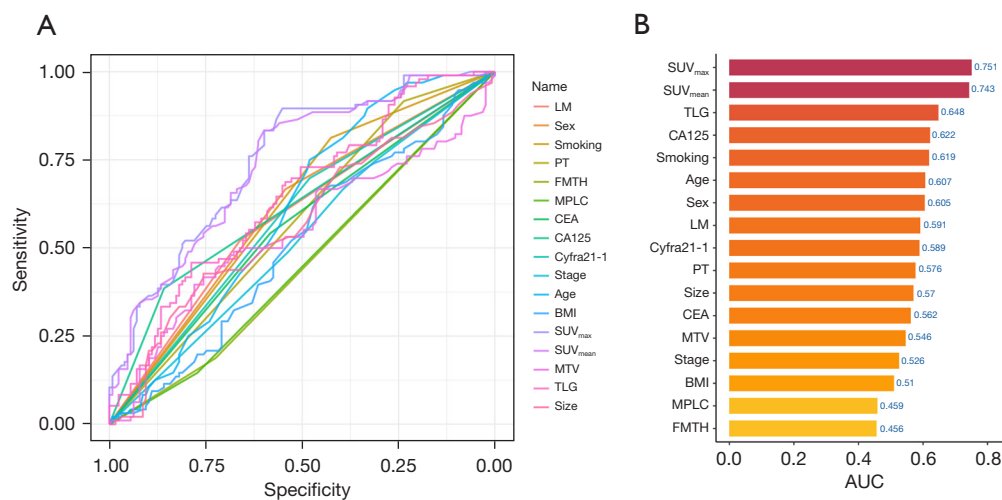 A
1.00
0.75
0.50
0.25
0.00
Sensitivity
1.00 0.75 0.50 0.25 0.00
Specificity
Name
LM
Sex
Smoking
PT
FMTH
MPLC
CEA
CA125
Cyfra21-1
Stage
Age
BMI
SUVmax
SUVmean
MTV
TLG
Size
B
SUVmax 0.751
SUVmean 0.743
TLG 0.648
CA125 0.622
Smoking 0.619
Age 0.607
Sex 0.605
LM 0.591
Cyfra21-1 0.589
PT 0.576
Size 0.57
CEA 0.562
MTV 0.546
Stage 0.526
BMI 0.51
MPLC 0.459
FMTH 0.456
0.0 0.2 0.4 0.6 0.8
AUC